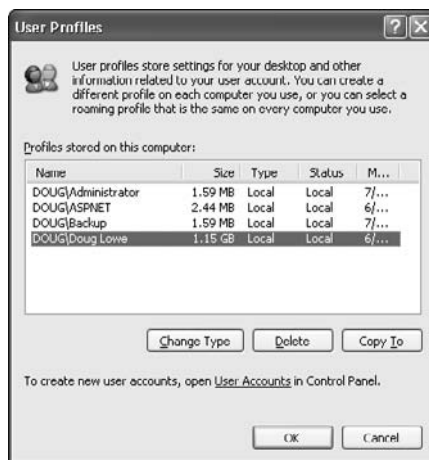 User Profiles
User profiles store settings for your desktop and other
information related to your user account. You can create a
different profile on each computer you use, or you can select a
roaming profile that is the same on every computer you use.
Profiles stored on this computer:
Name Size Type Status M...
DOUG\Administrator 1.59 MB Local Local 7/...
DOUG\ASPNET 2.44 MB Local Local 6/...
DOUG\Backup 1.59 MB Local Local 7/...
DOUG\Doug Lowe 1.15 GB Local Local 6/...
Change Type Delete Copy To
To create new user accounts, open User Accounts in Control Panel.
OK Cancel